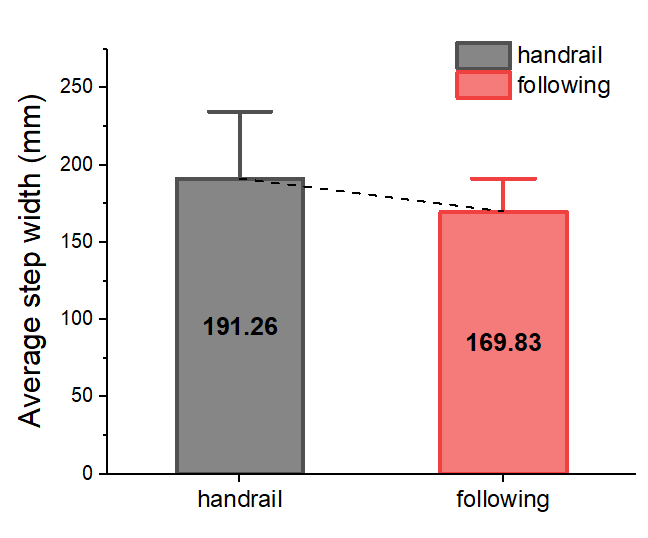 handrail
following
Average step width (mm)
250
200
150
100
50
0
191.26
169.83
handrail
following